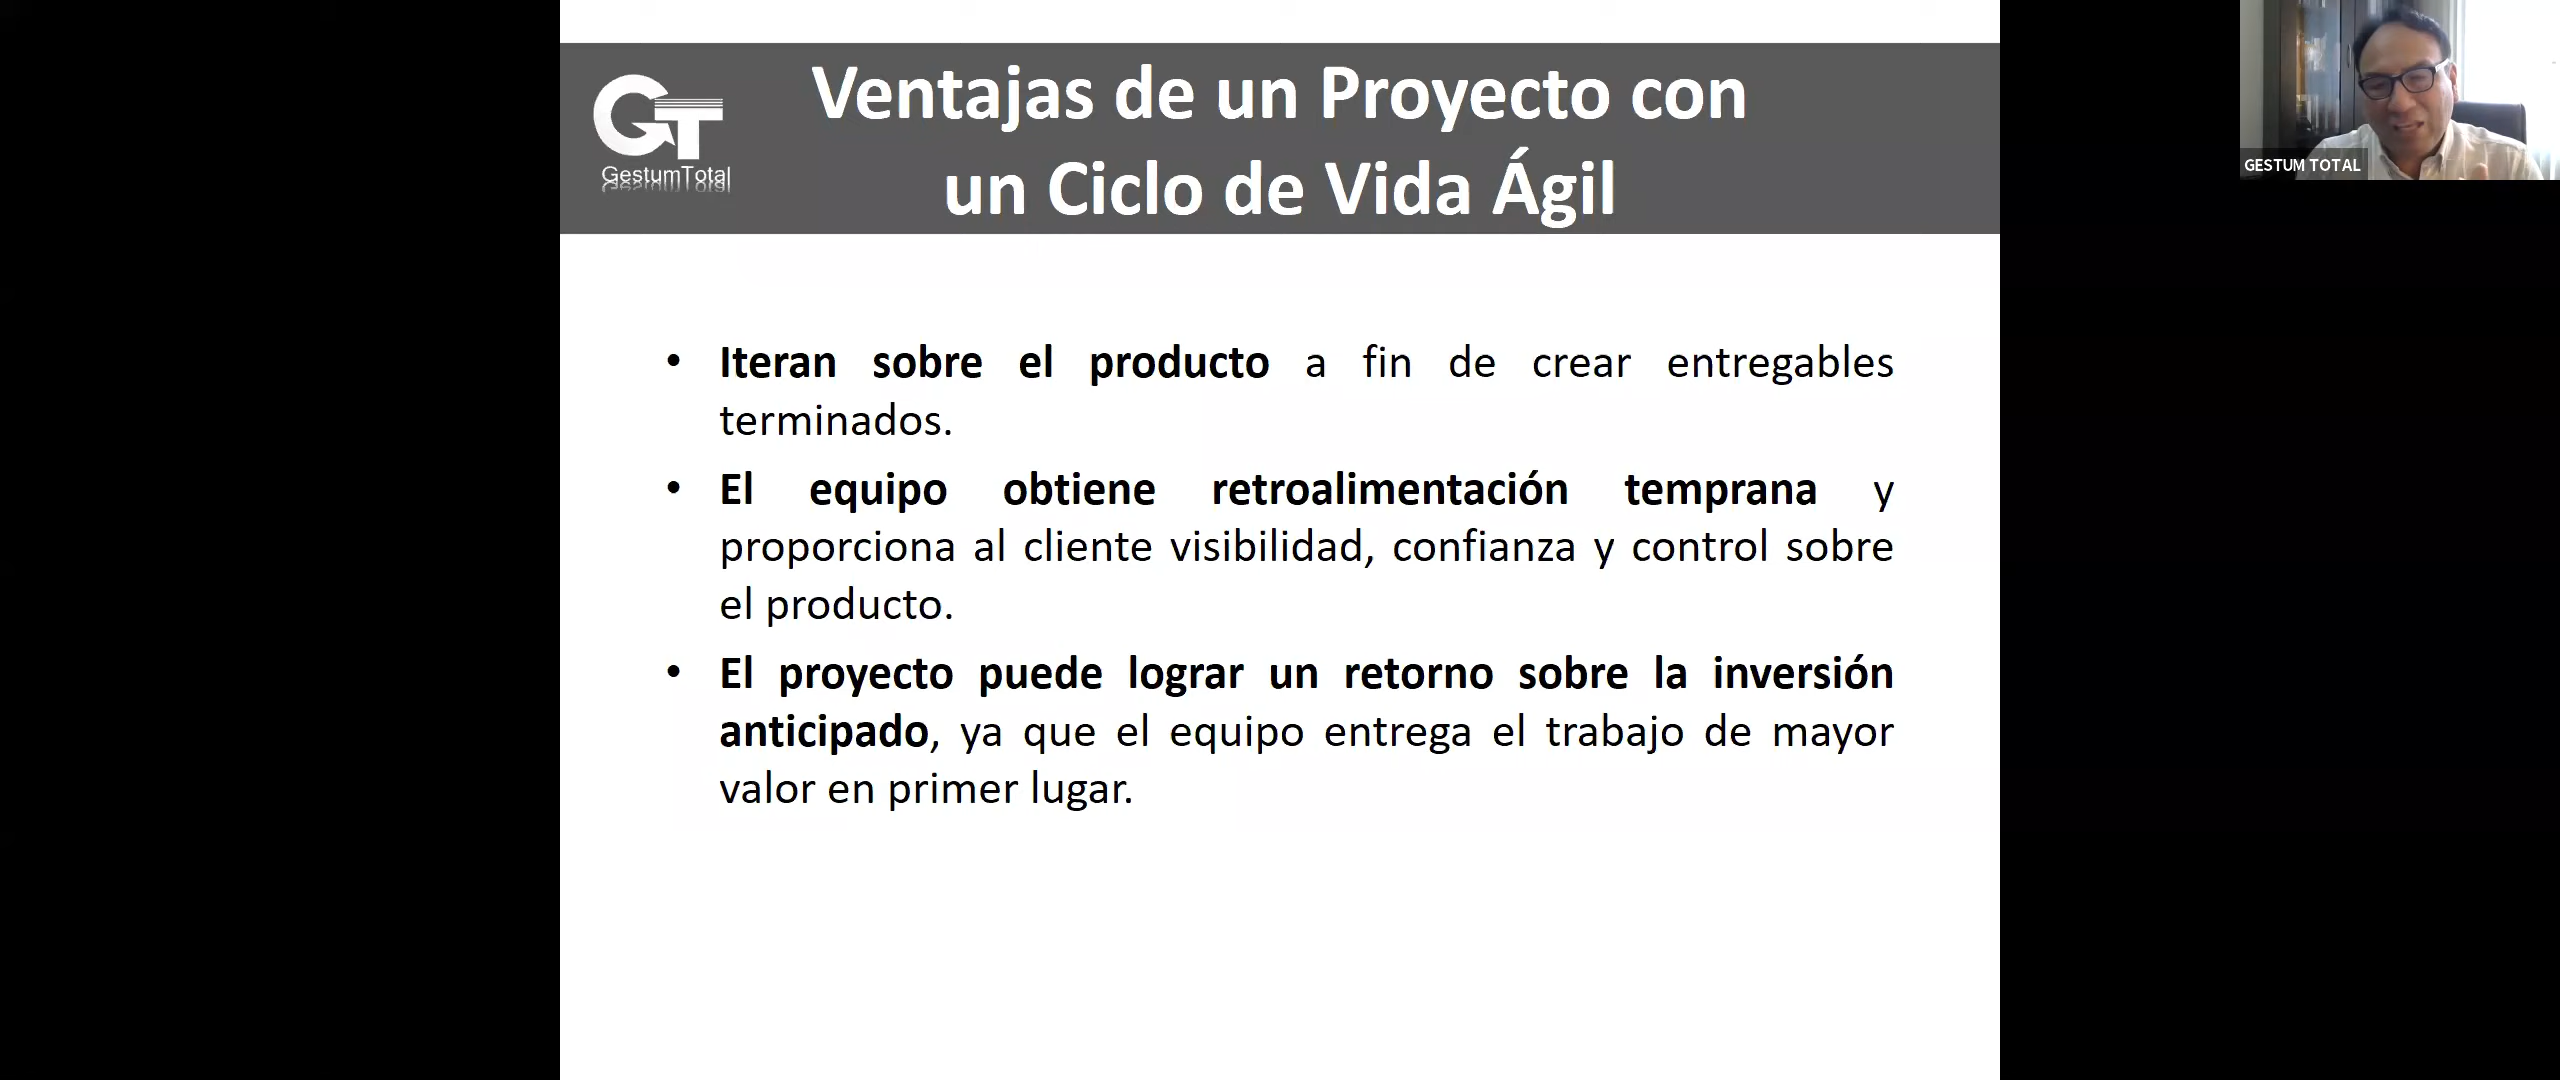 Ventajas de un Proyecto con
un Ciclo de Vida Ágil
GT
GestumTotal
GESTUM TOTAL
• Iteran sobre el producto a fin de crear entregables
terminados.
• El equipo obtiene retroalimentación temprana y
proporciona al cliente visibilidad, confianza y control sobre
el producto.
• El proyecto puede lograr un retorno sobre la inversión
anticipado, ya que el equipo entrega el trabajo de mayor
valor en primer lugar.